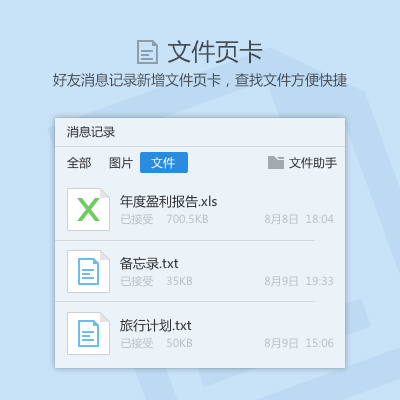 文件页卡
好友消息记录新增文件页卡，查找文件方便快捷
消息记录
全部 图片 文件 文件助手
年度盈利报告.xls
已接受 700.5KB 8月8日 18:04
备忘录.txt
已接受 35KB 8月9日 19:33
旅行计划.txt
已接受 50KB 8月9日 15:06